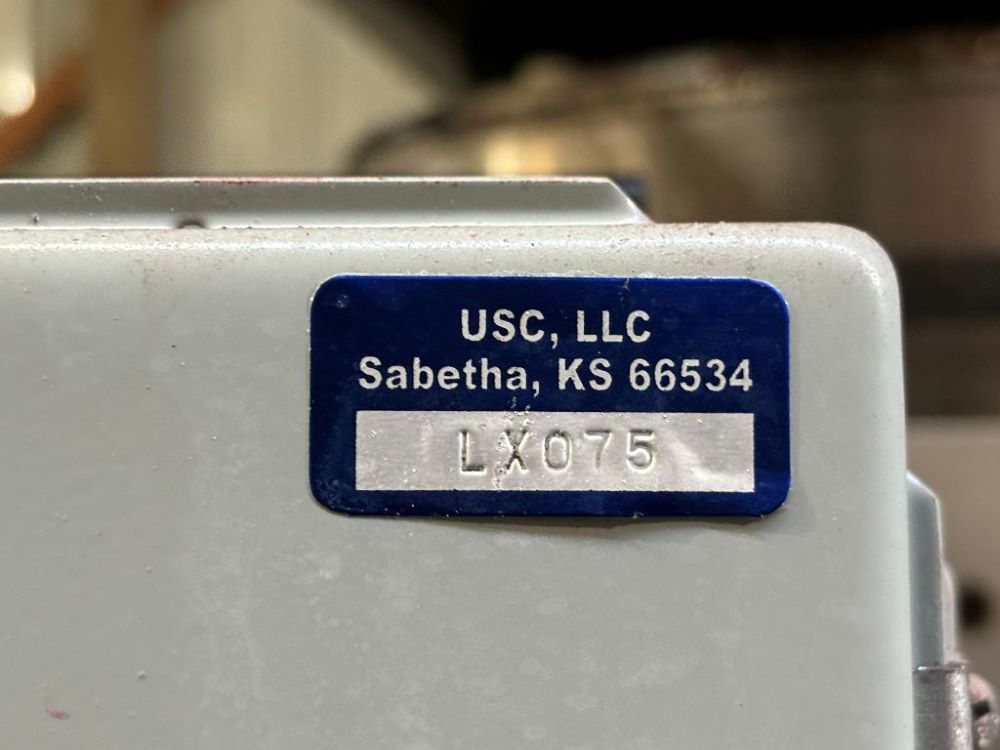 USC, LLC
Sabetha, KS 66534
LX075